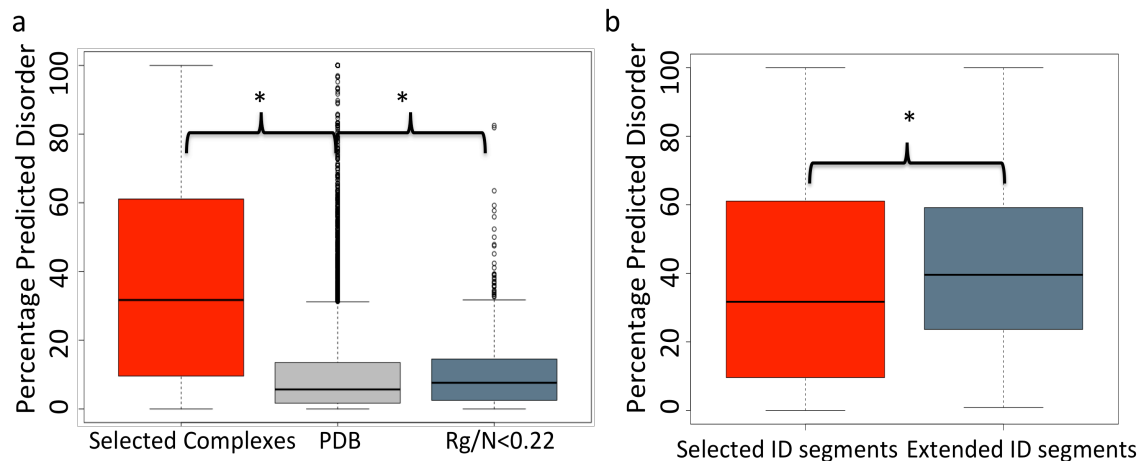 a
Percentage Predicted Disorder
0 20 40 60 80 100
* *
Selected Complexes PDB Rg/N<0.22
b
Percentage Predicted Disorder
0 20 40 60 80 100
*
Selected ID segments Extended ID segments